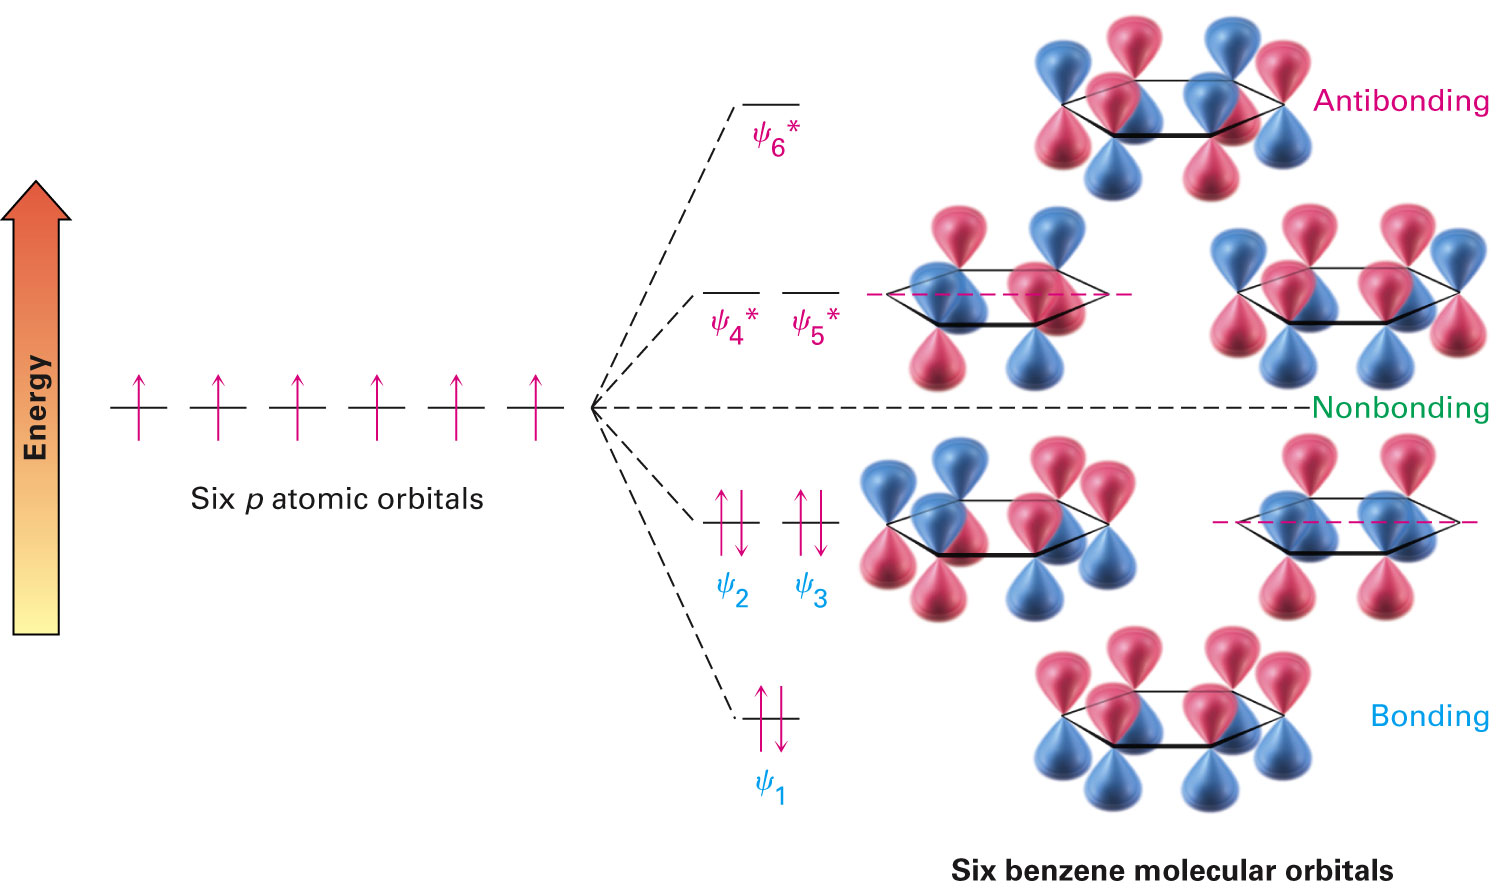 Antibonding
ψ6*
ψ4* ψ5*
Energy
Nonbonding
Six p atomic orbitals
ψ2 ψ3
Bonding
ψ1
Six benzene molecular orbitals